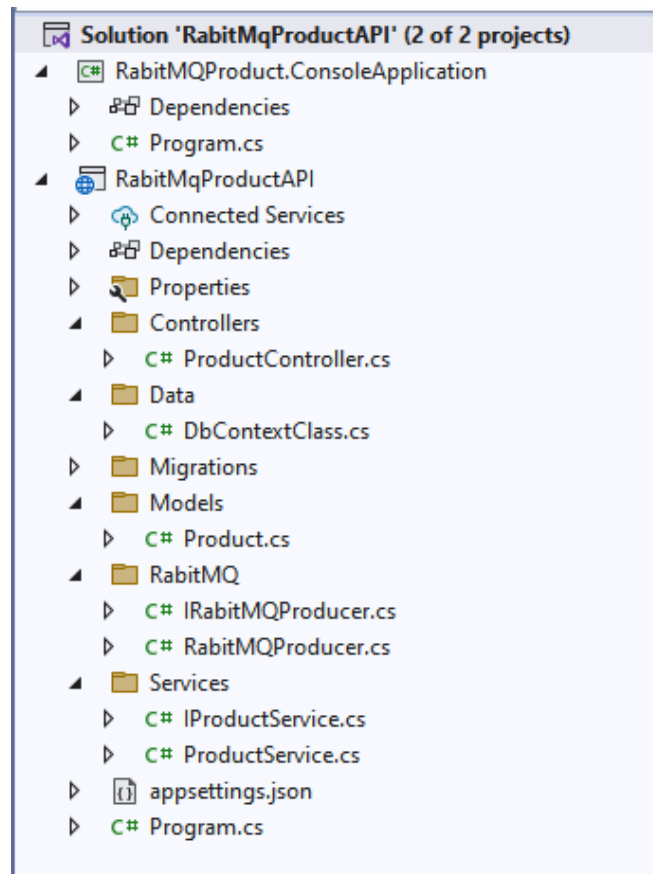 Solution 'RabitMqProductAPI' (2 of 2 projects)
C# RabitMQProduct.ConsoleApplication
Dependencies
C# Program.cs
RabitMqProductAPI
Connected Services
Dependencies
Properties
Controllers
C# ProductController.cs
Data
C# DbContextClass.cs
Migrations
Models
C# Product.cs
RabitMQ
C# IRabitMQProducer.cs
C# RabitMQProducer.cs
Services
C# IProductService.cs
C# ProductService.cs
appsettings.json
C# Program.cs